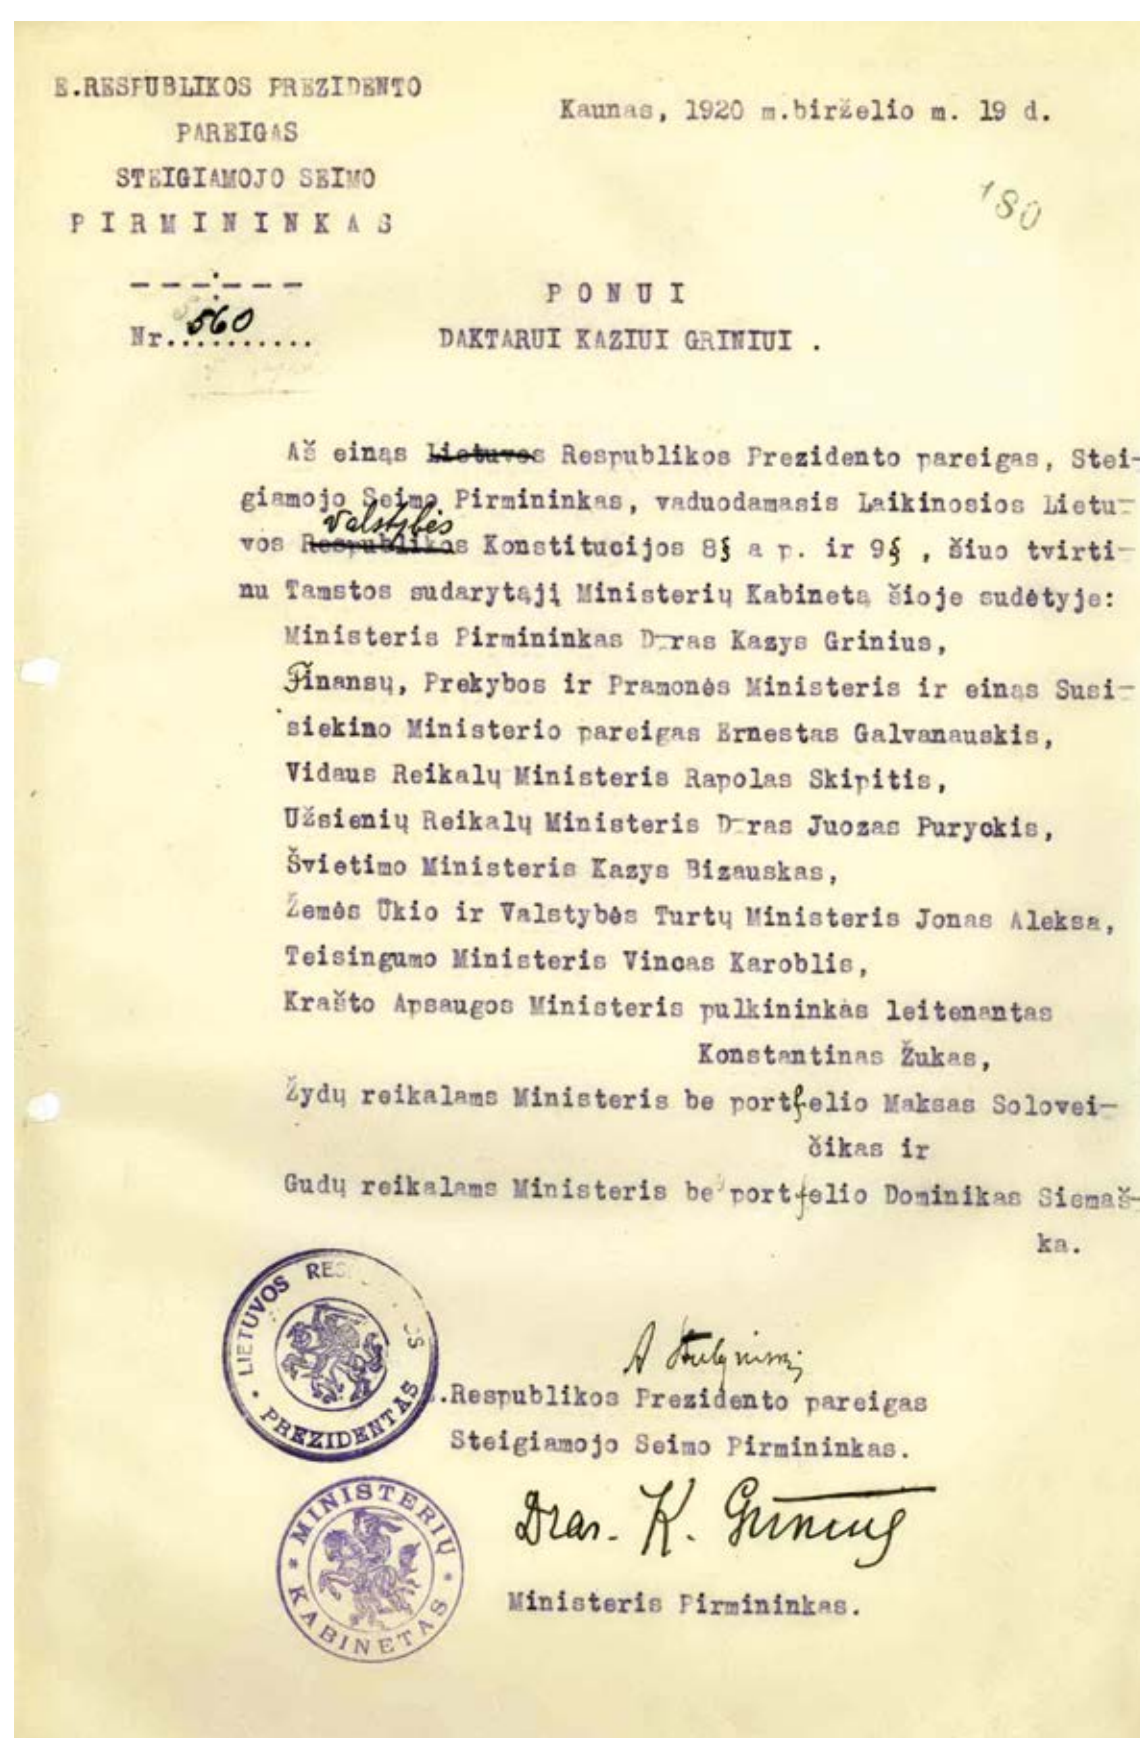 E.RESPUBLIKOS PREZIDENTO
PAREIGAS
STEIGIAMOJO SEIMO
PIRMININKAS
Kaunas, 1920 m.birželio m. 19 d.
180
---:---
Nr. 560..........
PONUI
DAKTARUI KAZIUI GRINIUI .
Aš einąs Lietuvos Respublikos Prezidento pareigas, Stei-
giamojo Seimo Pirmininkas, vaduodamasis Laikinosios Lietu-
valstybės
vos Respublikos Konstitucijos 8§ a p. ir 9§ , šiuo tvirti-
nu Tamstos sudarytąjį Ministerių Kabinetą šioje sudėtyje:
Ministeris Pirmininkas D-ras Kazys Grinius,
Finansų, Prekybos ir Pramonės Ministeris ir einąs Susi-
siekimo Ministerio pareigas Ernestas Galvanauskis,
Vidaus Reikalų Ministeris Rapolas Skipitis,
Užsienių Reikalų Ministeris D-ras Juozas Puryckis,
Švietimo Ministeris Kazys Bizauskas,
Žemės Ūkio ir Valstybės Turtų Ministeris Jonas Aleksa,
Teisingumo Ministeris Vincas Karoblis,
Krašto Apsaugos Ministeris pulkininkas leitenantas
Konstantinas Žukas,
Žydų reikalams Ministeris be portfelio Maksas Solovei-
čikas ir
Gudų reikalams Ministeris be portfelio Dominikas Siemaš-
ka.
LIETUVOS RESPUBLIKOS PREZIDENTAS
A Stulginskis
.Respublikos Prezidento pareigas
Steigiamojo Seimo Pirmininkas.
MINISTERIŲ KABINETAS
Dras. K. Grinius
Ministeris Pirmininkas.